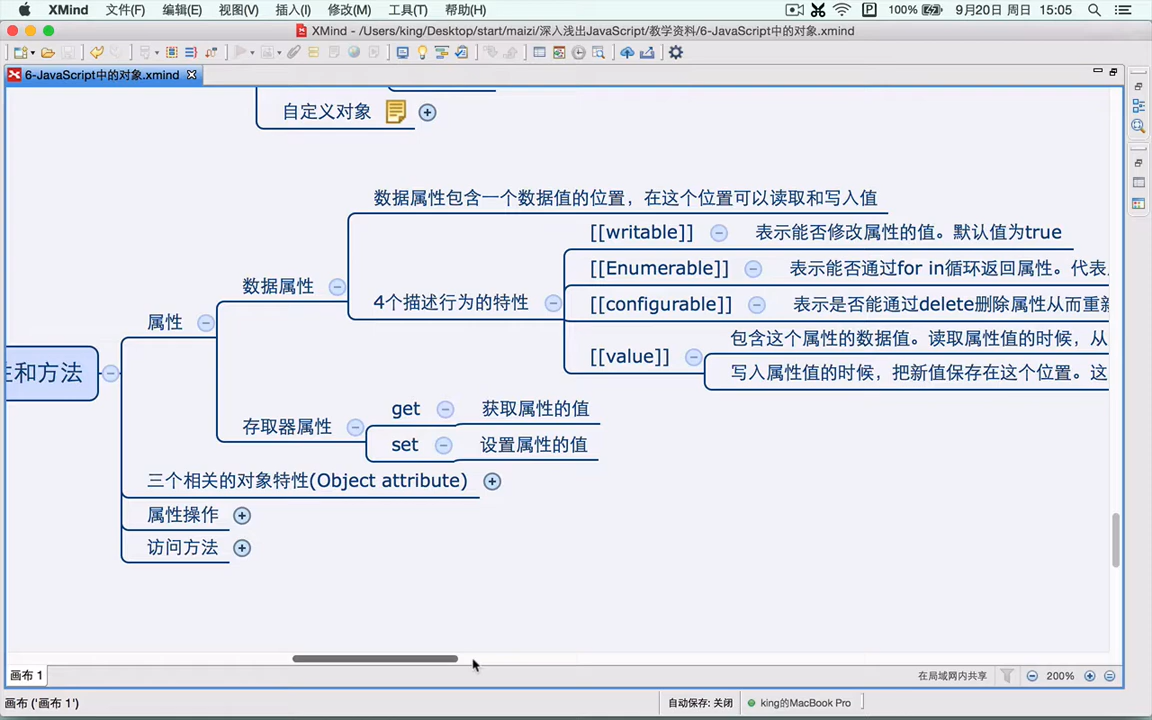 XMind 文件(F) 编辑(E) 视图(V) 插入(I) 修改(M) 工具(T) 帮助(H) 100% 9月20日 周日 15:05
XMind - /Users/king/Desktop/start/maizi/深入浅出JavaScript/教学资料/6-JavaScript中的对象.xmind
6-JavaScript中的对象.xmind
自定义对象
数据属性包含一个数据值的位置，在这个位置可以读取和写入值
[[writable]] 表示能否修改属性的值。默认值为true
[[Enumerable]] 表示能否通过for in循环返回属性。代表
数据属性
4个描述行为的特性
[[configurable]] 表示是否能通过delete删除属性从而重新
属性
包含这个属性的数据值。读取属性值的时候，从
[[value]]
写入属性值的时候，把新值保存在这个位置。这
和方法
get 获取属性的值
存取器属性
set 设置属性的值
三个相关的对象特性(Object attribute)
属性操作
访问方法
画布 1
在局域网内共享 200%
画布 ('画布 1') 自动保存: 关闭 king的MacBook Pro